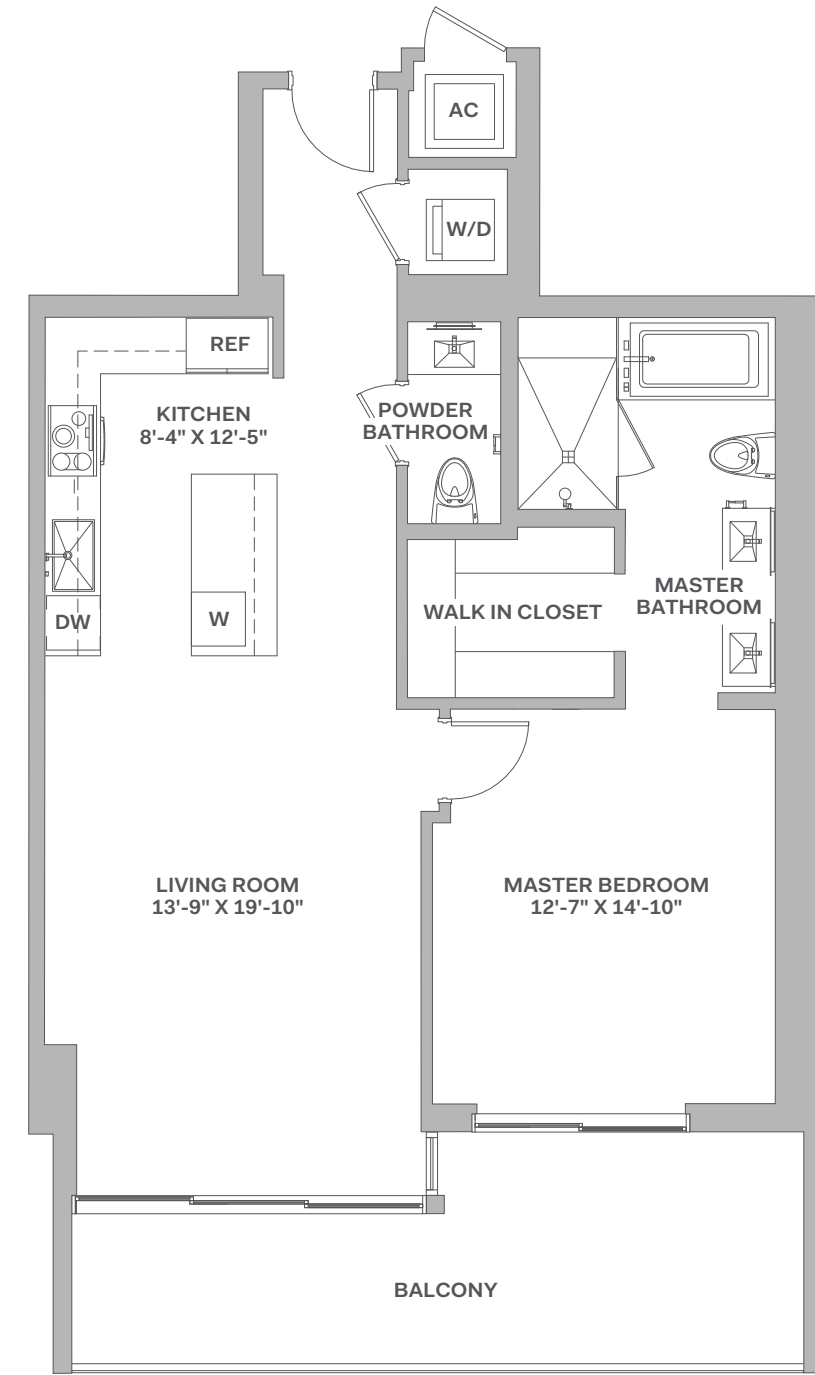 AC
W/D
REF
KITCHEN
8'-4" X 12'-5"
POWDER
BATHROOM
DW
W
WALK IN CLOSET
MASTER
BATHROOM
LIVING ROOM
13'-9" X 19'-10"
MASTER BEDROOM
12'-7" X 14'-10"
BALCONY